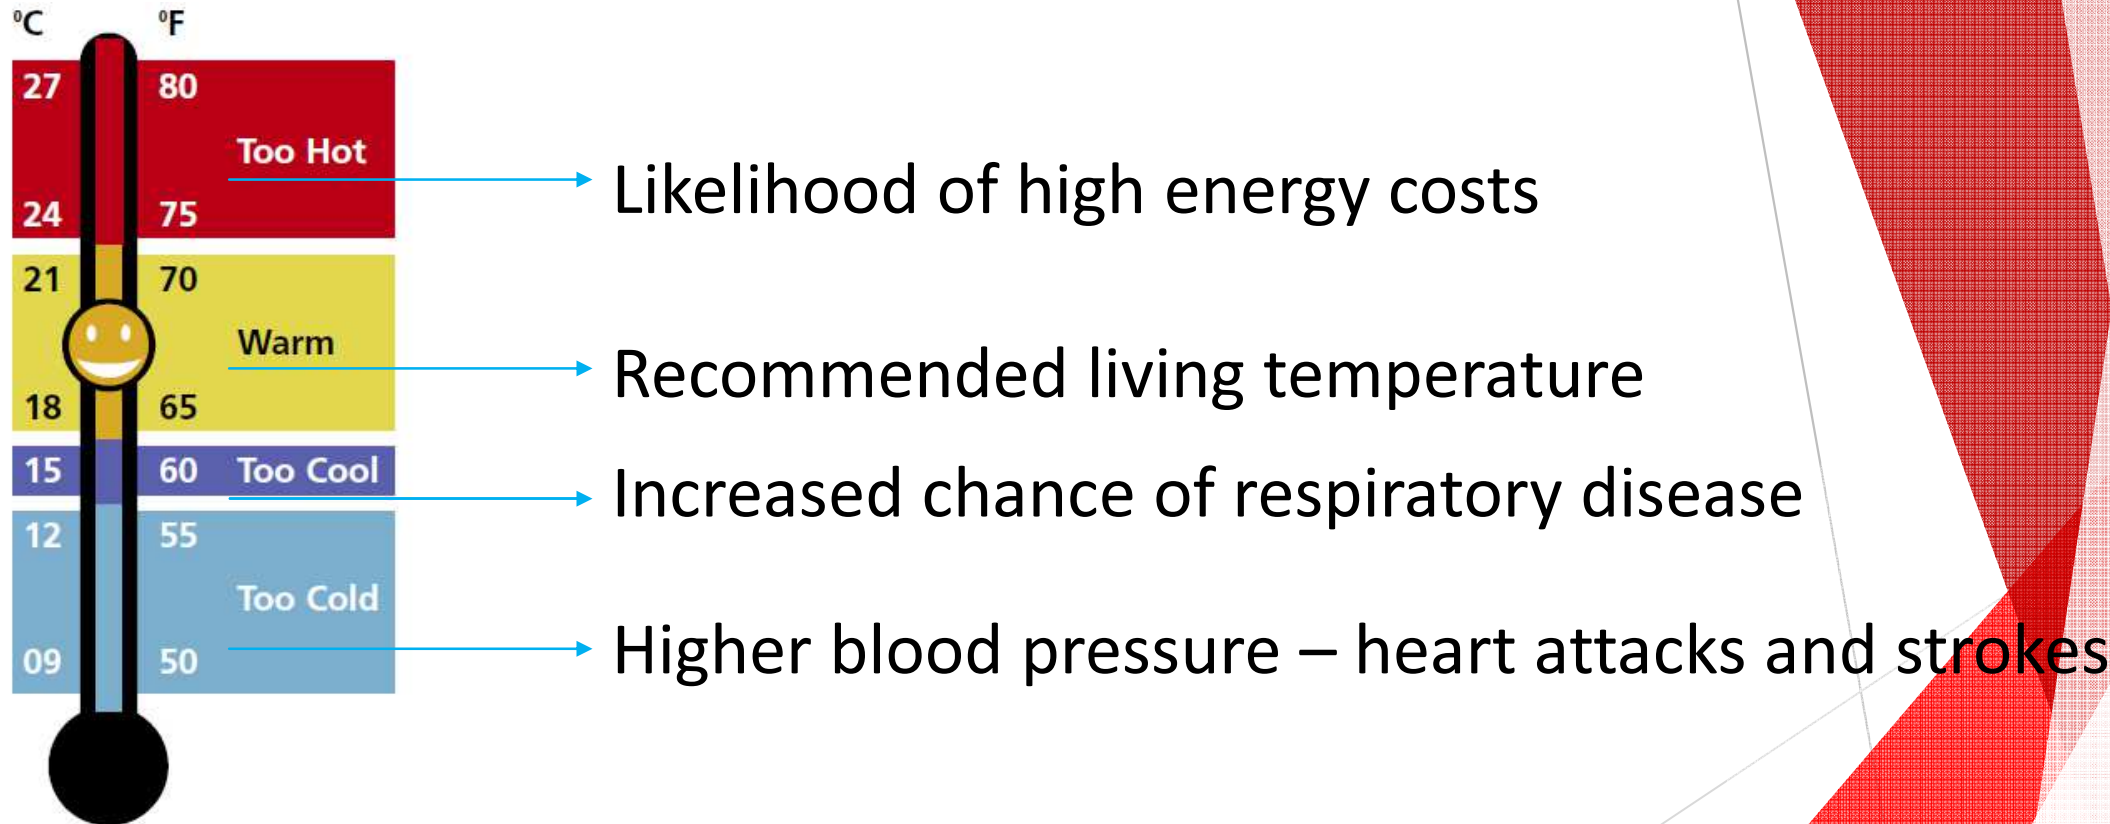 ⁰C ⁰F
27 80
Too Hot
Likelihood of high energy costs
24 75
21 70
Warm
Recommended living temperature
18 65
15 60 Too Cool
Increased chance of respiratory disease
12 55
Too Cold
Higher blood pressure – heart attacks and strokes
09 50